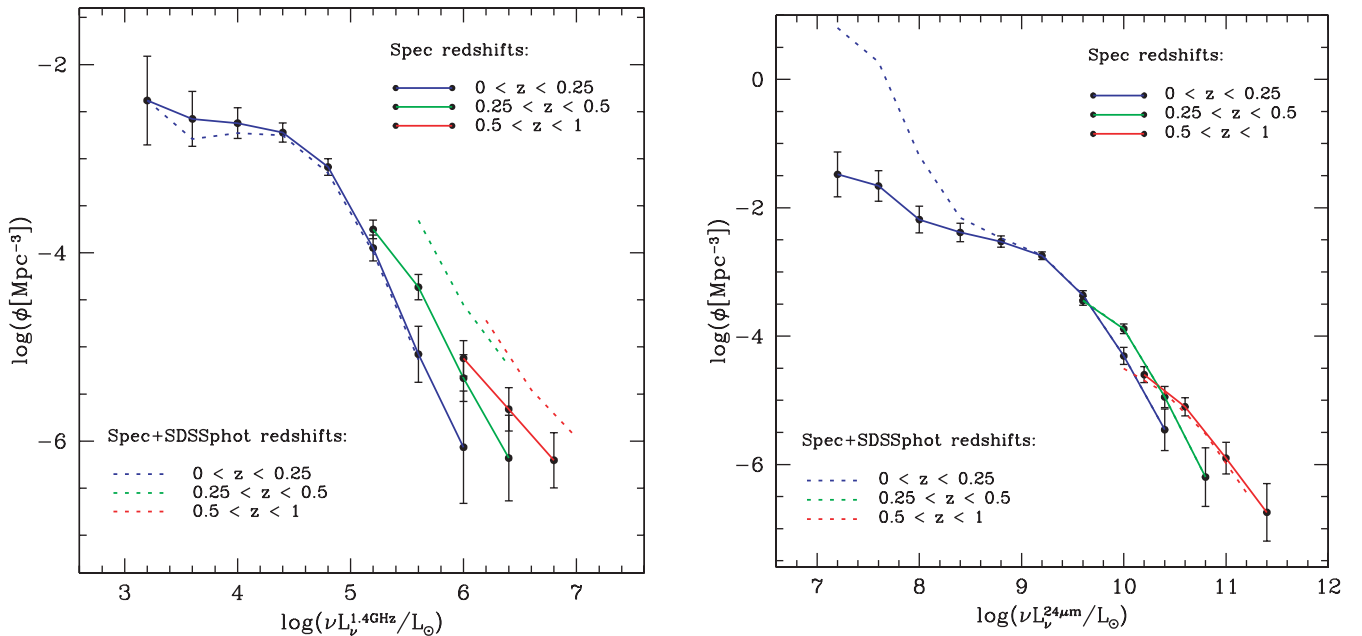 Spec redshifts:
0 < z < 0.25
0.25 < z < 0.5
0.5 < z < 1
Spec+SDSSphot redshifts:
0 < z < 0.25
0.25 < z < 0.5
0.5 < z < 1
−2
−4
−6
log(ϕ[Mpc⁻³])
3 4 5 6 7
log(νL_ν^{1.4GHz}/L_⊙)
Spec redshifts:
0 < z < 0.25
0.25 < z < 0.5
0.5 < z < 1
Spec+SDSSphot redshifts:
0 < z < 0.25
0.25 < z < 0.5
0.5 < z < 1
0
−2
−4
−6
log(ϕ[Mpc⁻³])
7 8 9 10 11 12
log(νL_ν^{24μm}/L_⊙)